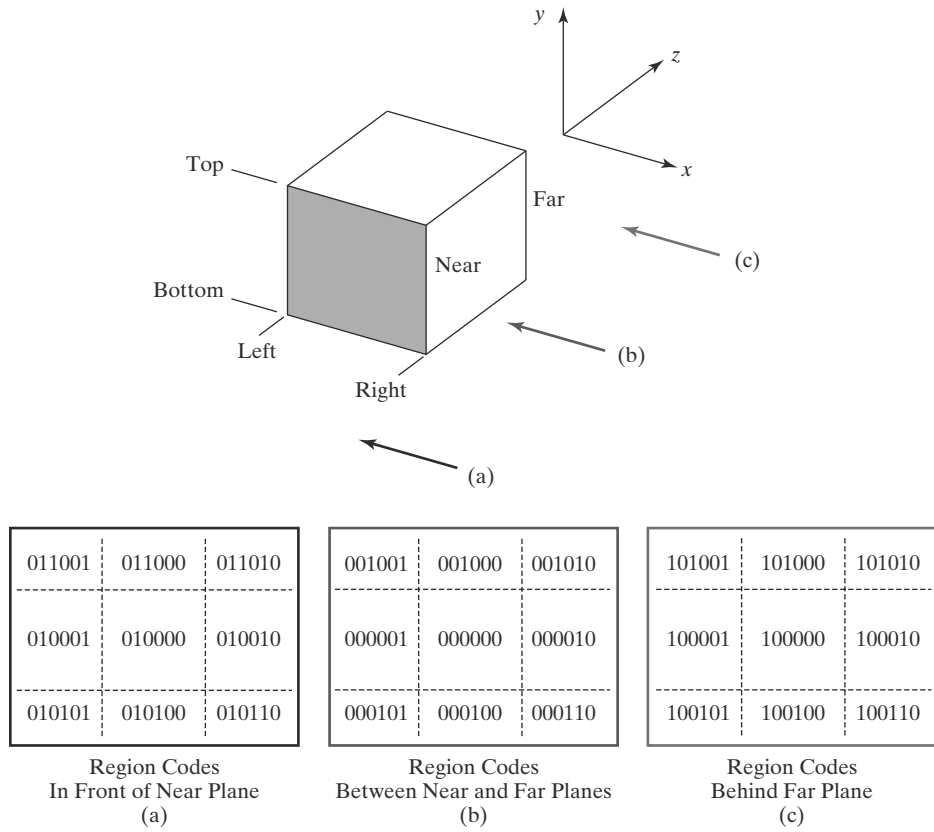 y
z
x
Top
Far
(c)
Near
Bottom
(b)
Left
Right
(a)
011001 011000 011010
010001 010000 010010
010101 010100 010110
Region Codes
In Front of Near Plane
(a)
001001 001000 001010
000001 000000 000010
000101 000100 000110
Region Codes
Between Near and Far Planes
(b)
101001 101000 101010
100001 100000 100010
100101 100100 100110
Region Codes
Behind Far Plane
(c)